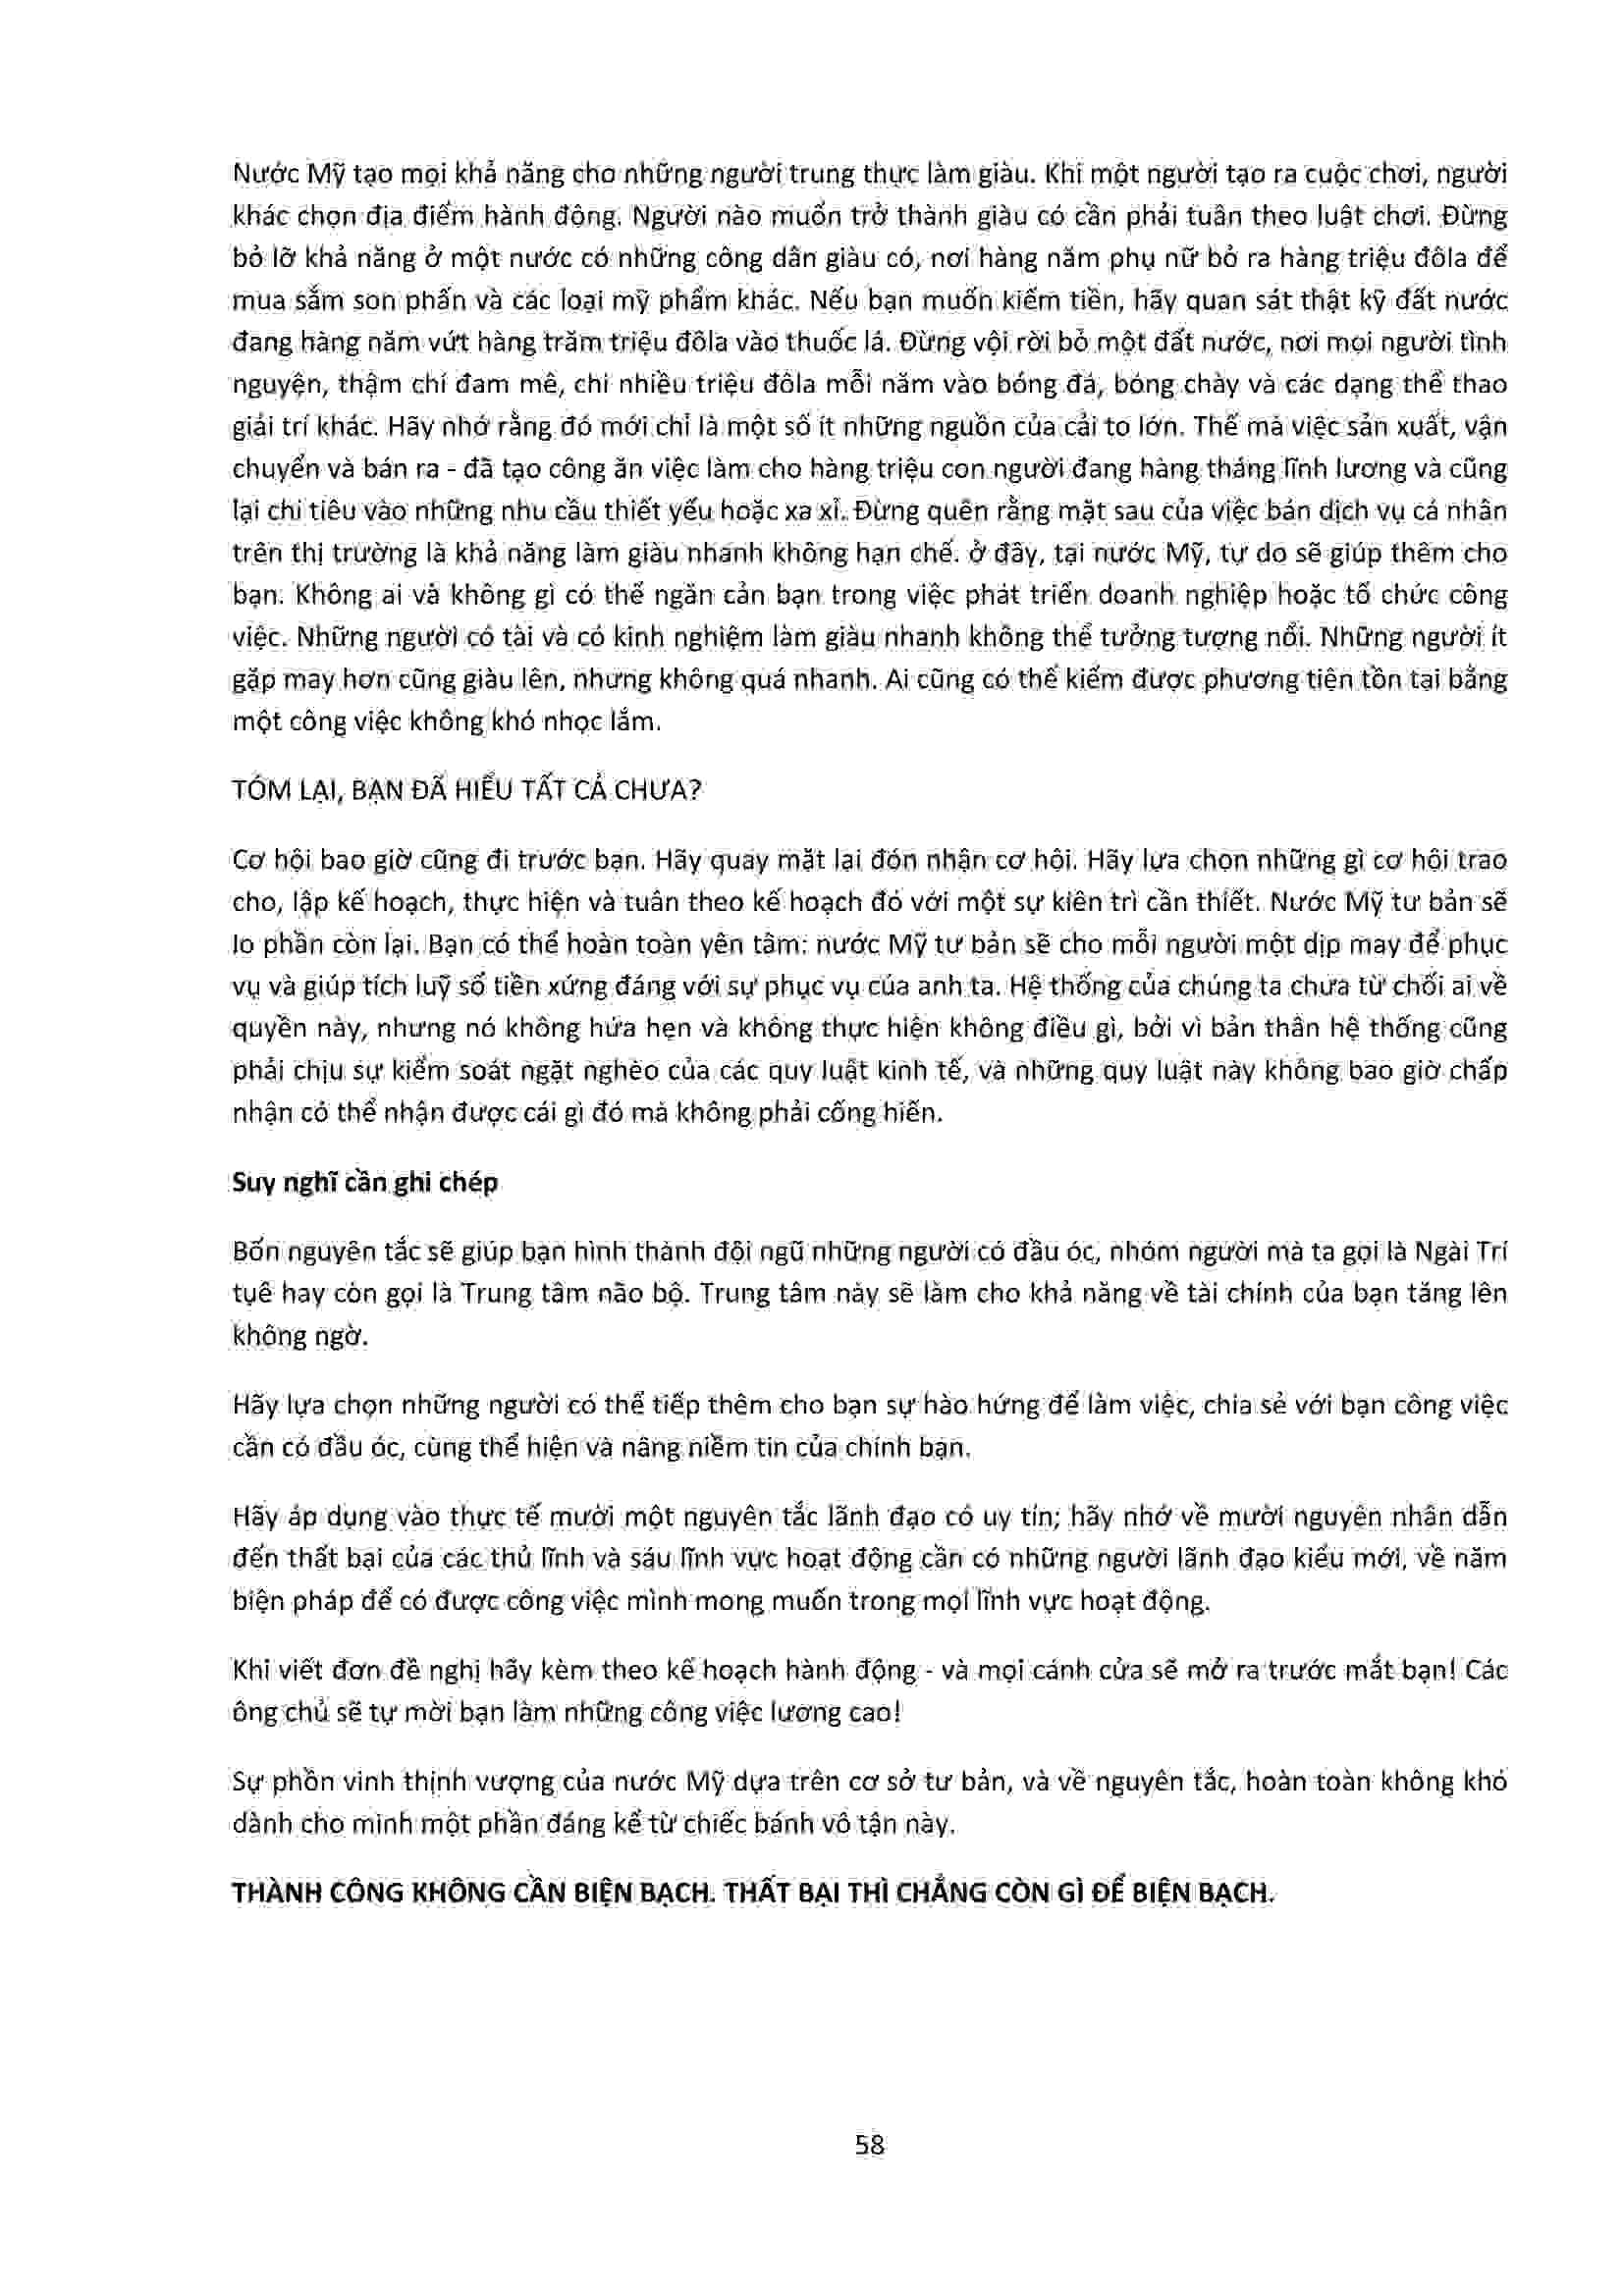 Nước Mỹ tạo mọi khả năng cho những người trung thực làm giàu. Khi một người tạo ra cuộc chơi, người
khác chọn địa điểm hành động. Người nào muốn trở thành giàu có cần phải tuân theo luật chơi. Đừng
bỏ lỡ khả năng ở một nước có những công dân giàu có, nơi hàng năm phụ nữ bỏ ra hàng triệu đôla để
mua sắm son phấn và các loại mỹ phẩm khác. Nếu bạn muốn kiếm tiền, hãy quan sát thật kỹ đất nước
đang hàng năm vứt hàng trăm triệu đôla vào thuốc lá. Đừng vội rời bỏ một đất nước, nơi mọi người tình
nguyện, thậm chí đam mê, chi nhiều triệu đôla mỗi năm vào bóng đá, bóng chày và các dạng thể thao
giải trí khác. Hãy nhớ rằng đó mới chỉ là một số ít những nguồn của cải to lớn. Thế mà việc sản xuất, vận
chuyển và bán ra - đã tạo công ăn việc làm cho hàng triệu con người đang hàng tháng lĩnh lương và cũng
lại chi tiêu vào những nhu cầu thiết yếu hoặc xa xỉ. Đừng quên rằng mặt sau của việc bán dịch vụ cá nhân
trên thị trường là khả năng làm giàu nhanh không hạn chế. ở đây, tại nước Mỹ, tự do sẽ giúp thêm cho
bạn. Không ai và không gì có thể ngăn cản bạn trong việc phát triển doanh nghiệp hoặc tổ chức công
việc. Những người có tài và có kinh nghiệm làm giàu nhanh không thể tưởng tượng nổi. Những người ít
gặp may hơn cũng giàu lên, nhưng không quá nhanh. Ai cũng có thể kiếm được phương tiện tồn tại bằng
một công việc không khó nhọc lắm.
TÓM LẠI, BẠN ĐÃ HIỂU TẤT CẢ CHƯA?
Cơ hội bao giờ cũng đi trước bạn. Hãy quay mặt lại đón nhận cơ hội. Hãy lựa chọn những gì cơ hội trao
cho, lập kế hoạch, thực hiện và tuân theo kế hoạch đó với một sự kiên trì cần thiết. Nước Mỹ tư bản sẽ
lo phần còn lại. Bạn có thể hoàn toàn yên tâm: nước Mỹ tư bản sẽ cho mỗi người một dịp may để phục
vụ và giúp tích luỹ số tiền xứng đáng với sự phục vụ của anh ta. Hệ thống của chúng ta chưa từ chối ai về
quyền này, nhưng nó không hứa hẹn và không thực hiện không điều gì, bởi vì bản thân hệ thống cũng
phải chịu sự kiểm soát ngặt nghèo của các quy luật kinh tế, và những quy luật này không bao giờ chấp
nhận có thể nhận được cái gì đó mà không phải cống hiến.
Suy nghĩ cần ghi chép
Bốn nguyên tắc sẽ giúp bạn hình thành đội ngũ những người có đầu óc, nhóm người mà ta gọi là Ngài Trí
tuệ hay còn gọi là Trung tâm não bộ. Trung tâm này sẽ làm cho khả năng về tài chính của bạn tăng lên
không ngờ.
Hãy lựa chọn những người có thể tiếp thêm cho bạn sự hào hứng để làm việc, chia sẻ với bạn công việc
cần có đầu óc, cùng thể hiện và nâng niềm tin của chính bạn.
Hãy áp dụng vào thực tế mười một nguyên tắc lãnh đạo có uy tín; hãy nhớ về mười nguyên nhân dẫn
đến thất bại của các thủ lĩnh và sáu lĩnh vực hoạt động cần có những người lãnh đạo kiểu mới, về năm
biện pháp để có được công việc mình mong muốn trong mọi lĩnh vực hoạt động.
Khi viết đơn đề nghị hãy kèm theo kế hoạch hành động - và mọi cánh cửa sẽ mở ra trước mắt bạn! Các
ông chủ sẽ tự mời bạn làm những công việc lương cao!
Sự phồn vinh thịnh vượng của nước Mỹ dựa trên cơ sở tư bản, và về nguyên tắc, hoàn toàn không khó
dành cho mình một phần đáng kể từ chiếc bánh vô tận này.
THÀNH CÔNG KHÔNG CẦN BIỆN BẠCH. THẤT BẠI THÌ CHẲNG CÒN GÌ ĐỂ BIỆN BẠCH.
58